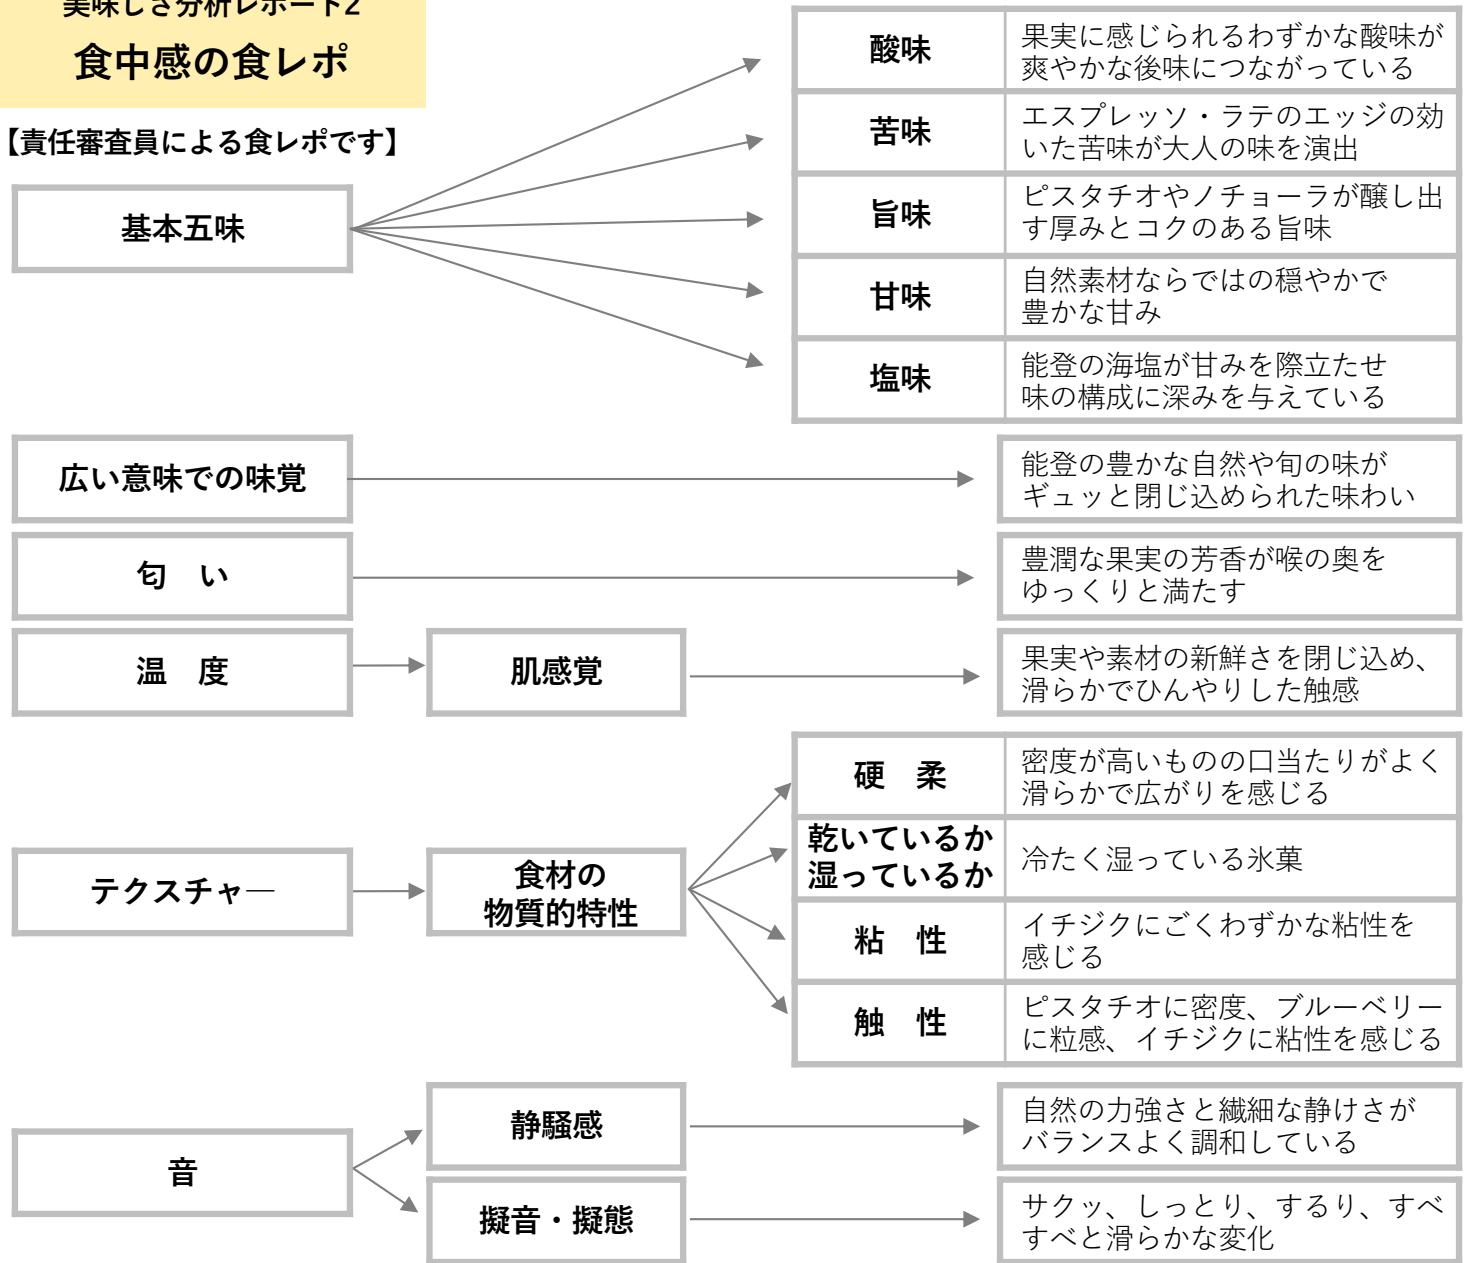 美味しさ分析レポート2
食中感の食レポ
【責任審査員による食レポです】
基本五味
酸味
果実に感じられるわずかな酸味が
爽やかな後味につながっている
苦味
エスプレッソ・ラテのエッジの効
いた苦味が大人の味を演出
旨味
ピスタチオやノチョーラが醸し出
す厚みとコクのある旨味
甘味
自然素材ならではの穏やかで
豊かな甘み
塩味
能登の海塩が甘みを際立たせ
味の構成に深みを与えている
広い意味での味覚
能登の豊かな自然や旬の味が
ギュッと閉じ込められた味わい
匂　い
豊潤な果実の芳香が喉の奥を
ゆっくりと満たす
温　度
肌感覚
果実や素材の新鮮さを閉じ込め、
滑らかでひんやりした触感
テクスチャ―
食材の
物質的特性
硬　柔
密度が高いものの口当たりがよく
滑らかで広がりを感じる
乾いているか
湿っているか
冷たく湿っている氷菓
粘　性
イチジクにごくわずかな粘性を
感じる
触　性
ピスタチオに密度、ブルーベリー
に粒感、イチジクに粘性を感じる
音
静騒感
自然の力強さと繊細な静けさが
バランスよく調和している
擬音・擬態
サクッ、しっとり、するり、すべ
すべと滑らかな変化